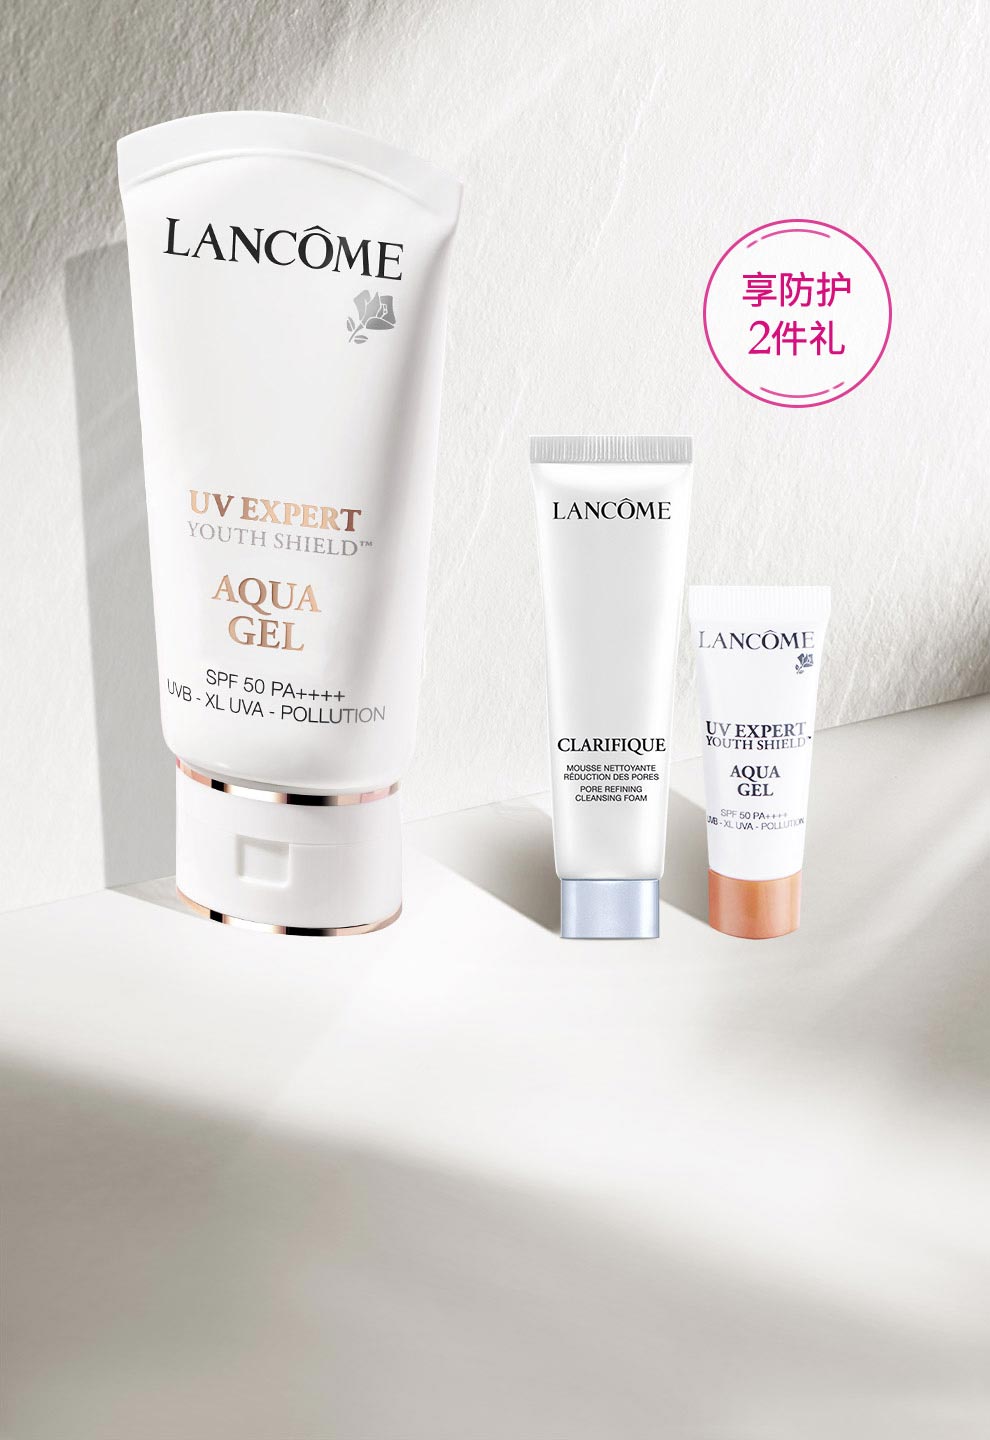 LANCÔME
UV EXPERT
YOUTH SHIELD™
AQUA
GEL
SPF 50 PA++++
UVB - XL UVA - POLLUTION
享防护
2件礼
LANCÔME
CLARIFIQUE
MOUSSE NETTOYANTE
RÉDUCTION DES PORES
PORE REFINING
CLEANSING FOAM
LANCÔME
UV EXPERT
YOUTH SHIELD™
AQUA
GEL
SPF 50 PA++++
UVB - XL UVA - POLLUTION